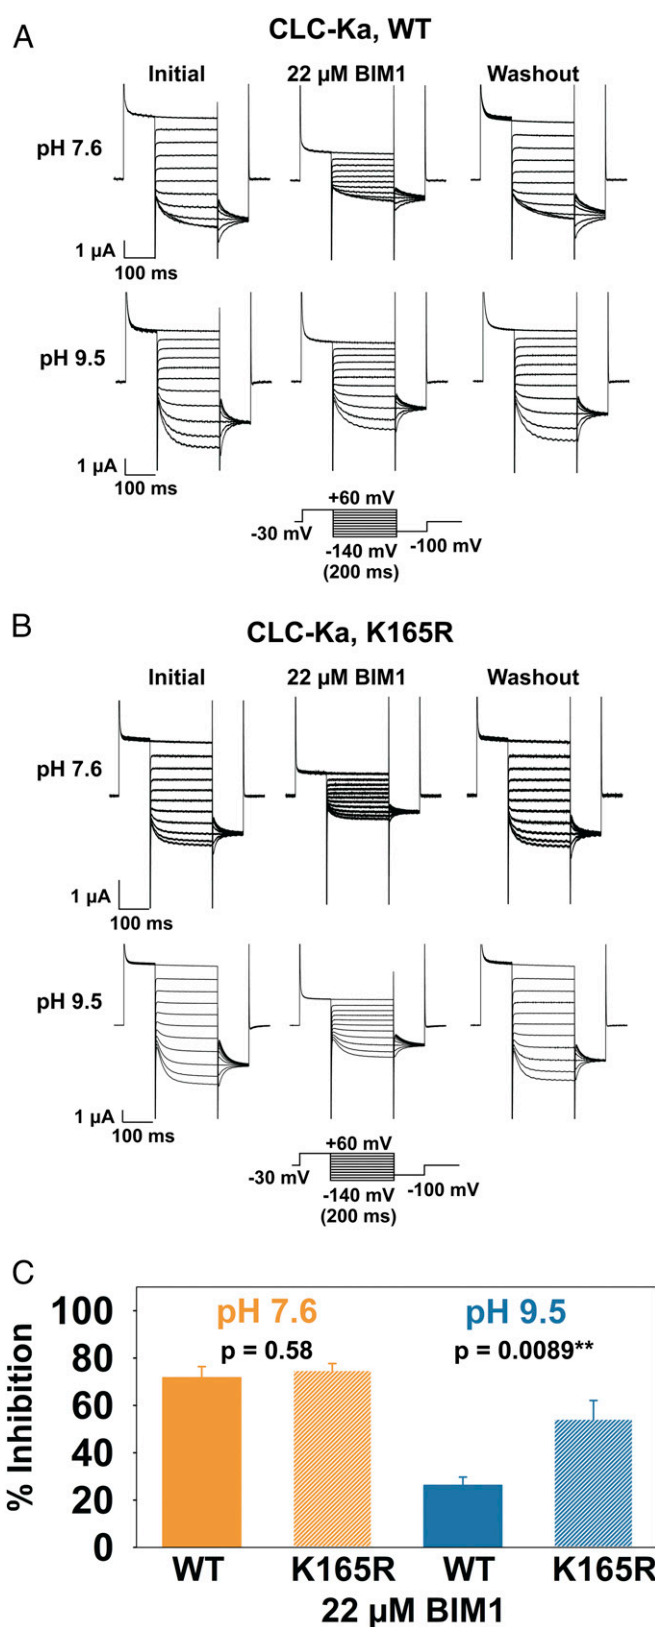 A
CLC-Ka, WT
Initial 22 µM BIM1 Washout
pH 7.6
1 µA
100 ms
pH 9.5
1 µA
100 ms
+60 mV
-30 mV -100 mV
-140 mV
(200 ms)
B
CLC-Ka, K165R
Initial 22 µM BIM1 Washout
pH 7.6
1 µA
100 ms
pH 9.5
1 µA
100 ms
+60 mV
-30 mV -100 mV
-140 mV
(200 ms)
C
% Inhibition
100
80
60
40
20
0
pH 7.6 pH 9.5
p = 0.58 p = 0.0089**
WT K165R WT K165R
22 µM BIM1